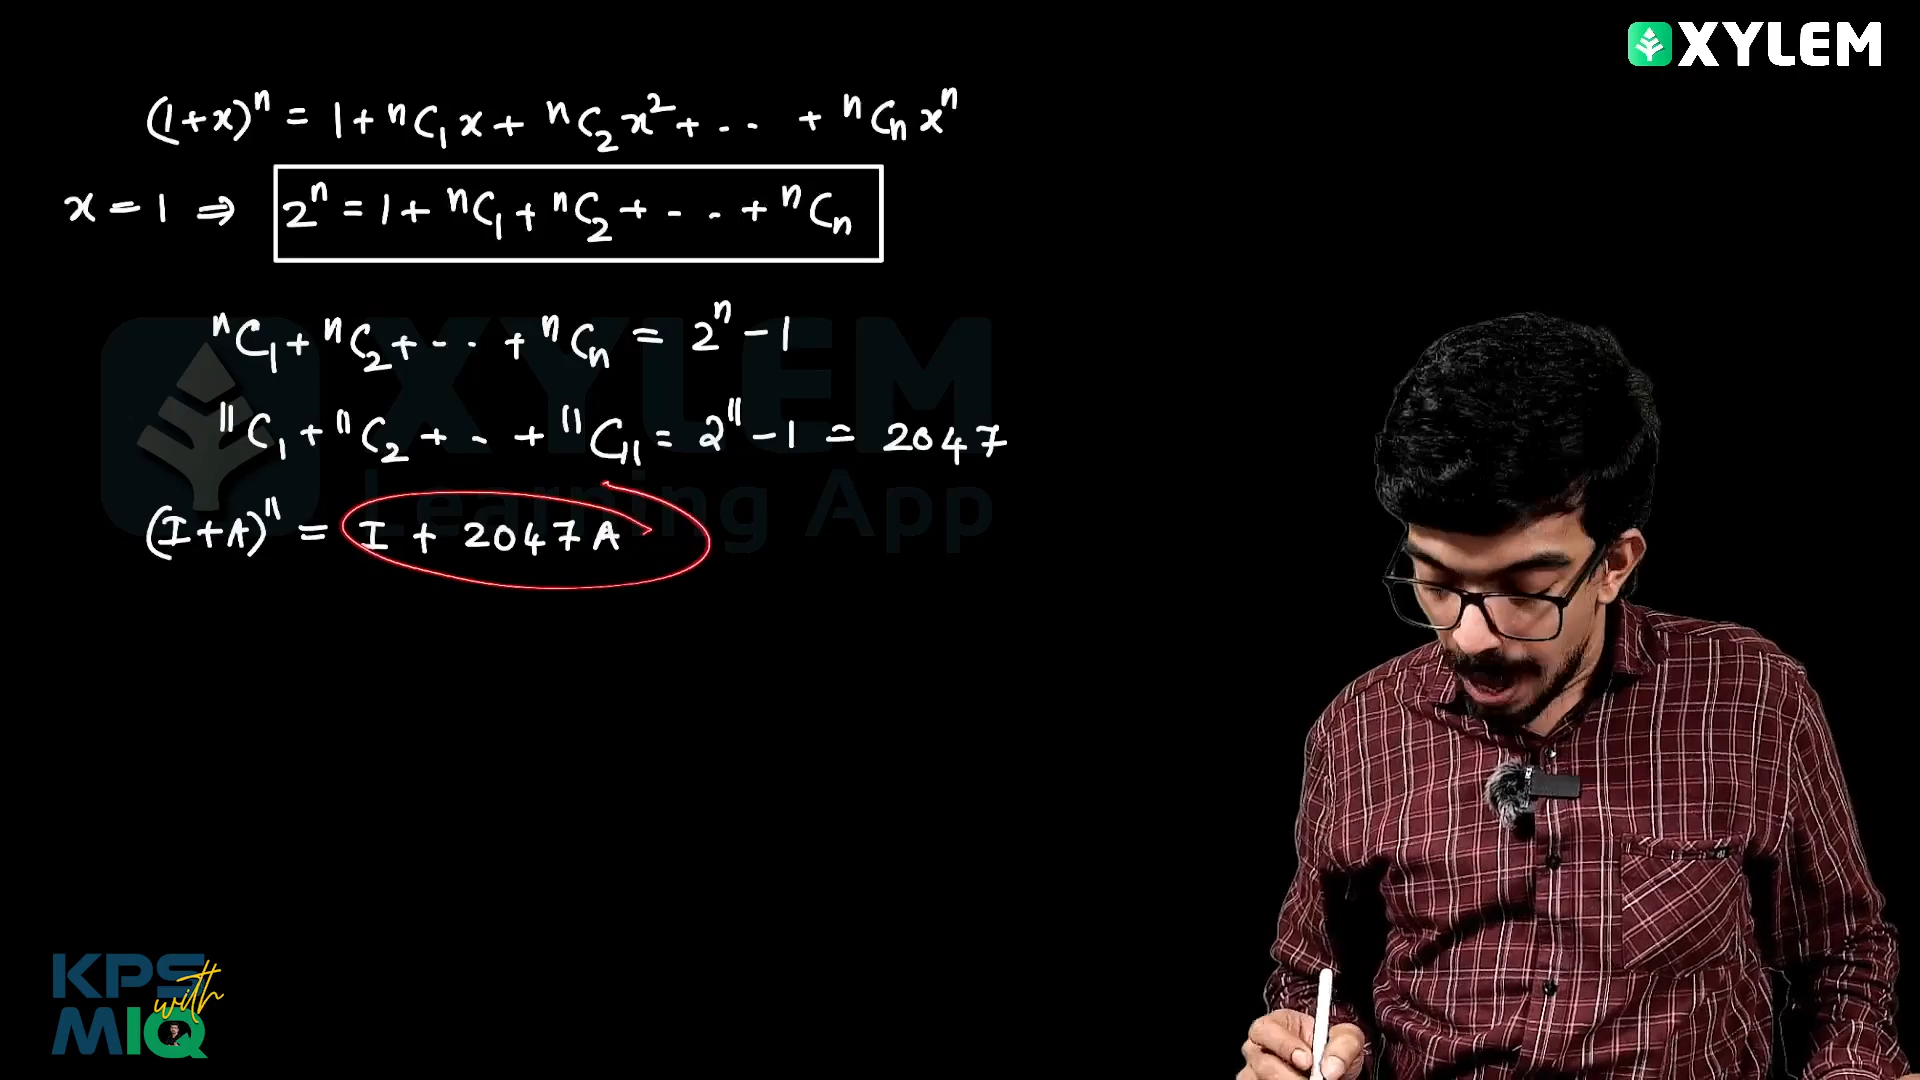 XYLEM
(1+x)ⁿ = 1 + ⁿC₁x + ⁿC₂x² + .. + ⁿCₙxⁿ
x = 1 ⇒ 2ⁿ = 1 + ⁿC₁ + ⁿC₂ + - .. + ⁿCₙ
ⁿC₁ + ⁿC₂ + .. + ⁿCₙ = 2ⁿ - 1
¹¹C₁ + ¹¹C₂ + .. + ¹¹C₁₁ = 2¹¹ - 1 = 2047
(I+A)¹¹ = I + 2047A
XYLEM
Learning App
KPS
with
MIQ